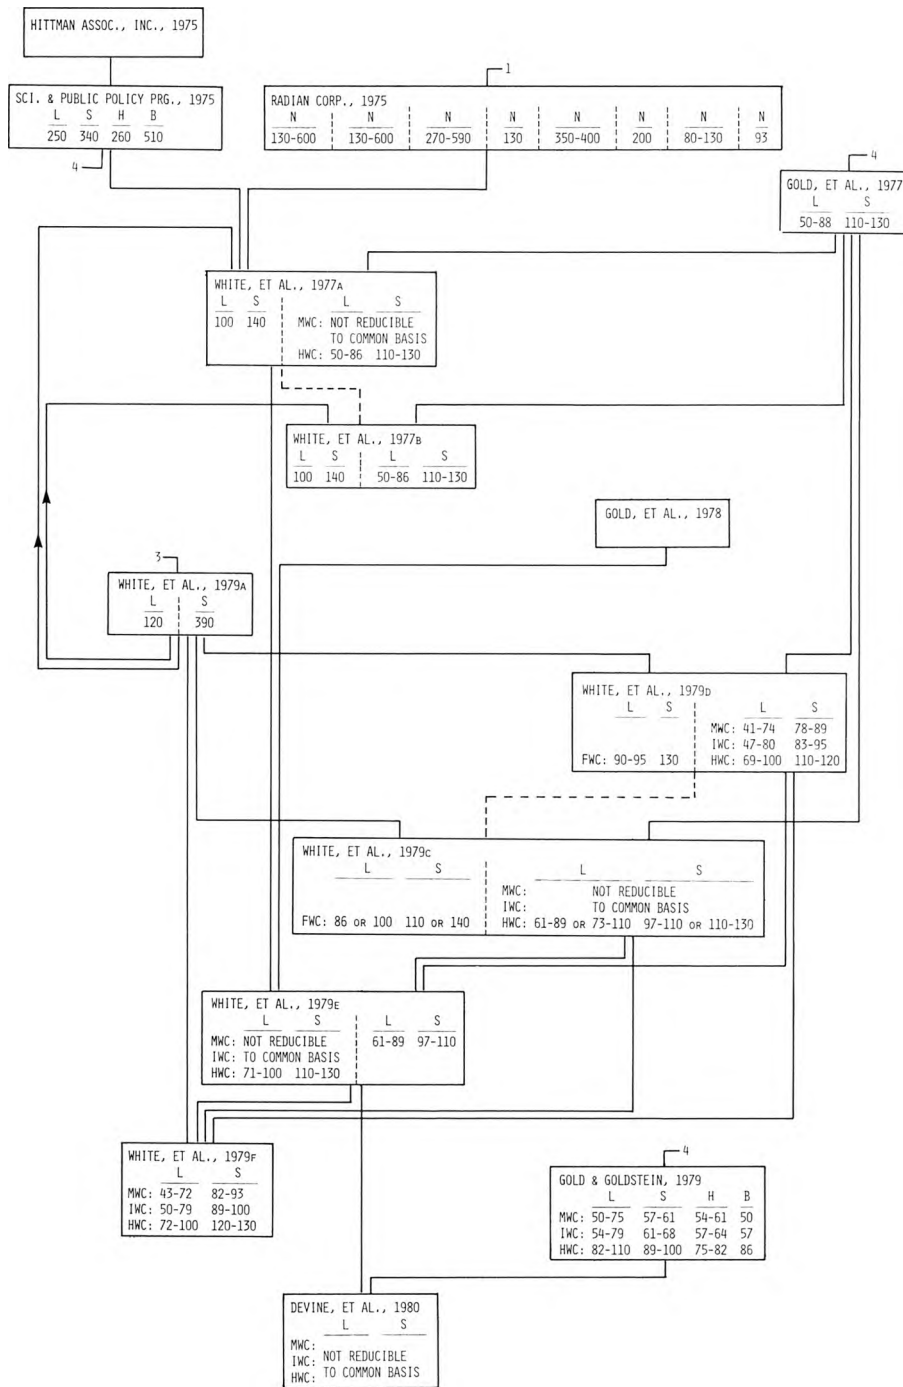 HITTMAN ASSOC., INC., 1975
SCI. & PUBLIC POLICY PRG., 1975
L S H B
250 340 260 510
4
1
RADIAN CORP., 1975
N N N N N N N N
130-600 130-600 270-590 130 350-400 200 80-130 93
4
GOLD, ET AL., 1977
L S
50-88 110-130
WHITE, ET AL., 1977A
L S L S
100 140 MWC: NOT REDUCIBLE
TO COMMON BASIS
HWC: 50-86 110-130
WHITE, ET AL., 1977B
L S L S
100 140 50-86 110-130
GOLD, ET AL., 1978
3
WHITE, ET AL., 1979A
L S
120 390
WHITE, ET AL., 1979D
L S L S
MWC: 41-74 78-89
IWC: 47-80 83-95
FWC: 90-95 130 HWC: 69-100 110-120
WHITE, ET AL., 1979C
L S L S
MWC: NOT REDUCIBLE
IWC: TO COMMON BASIS
FWC: 86 OR 100 110 OR 140 HWC: 61-89 OR 73-110 97-110 OR 110-130
WHITE, ET AL., 1979E
L S L S
MWC: NOT REDUCIBLE 61-89 97-110
IWC: TO COMMON BASIS
HWC: 71-100 110-130
WHITE, ET AL., 1979F
L S
MWC: 43-72 82-93
IWC: 50-79 89-100
HWC: 72-100 120-130
4
GOLD & GOLDSTEIN, 1979
L S H B
MWC: 50-75 57-61 54-61 50
IWC: 54-79 61-68 57-64 57
HWC: 82-110 89-100 75-82 86
DEVINE, ET AL., 1980
L S
MWC:
IWC: NOT REDUCIBLE
HWC: TO COMMON BASIS